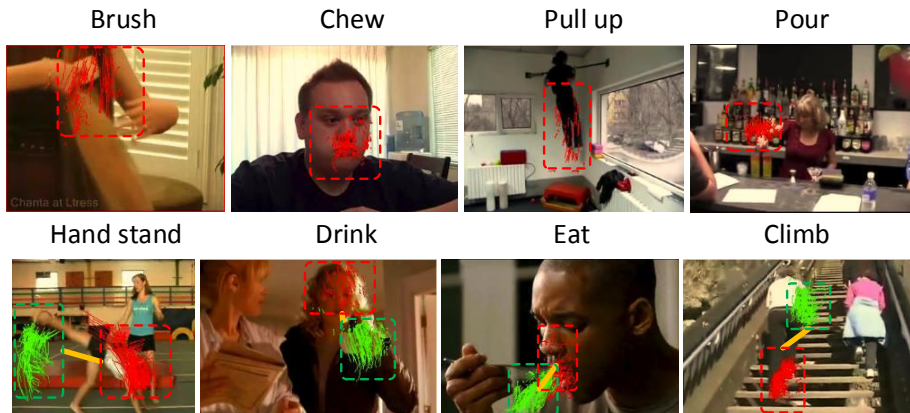 Brush
Chew
Pull up
Pour
Chanta at Ltress
Hand stand
Drink
Eat
Climb